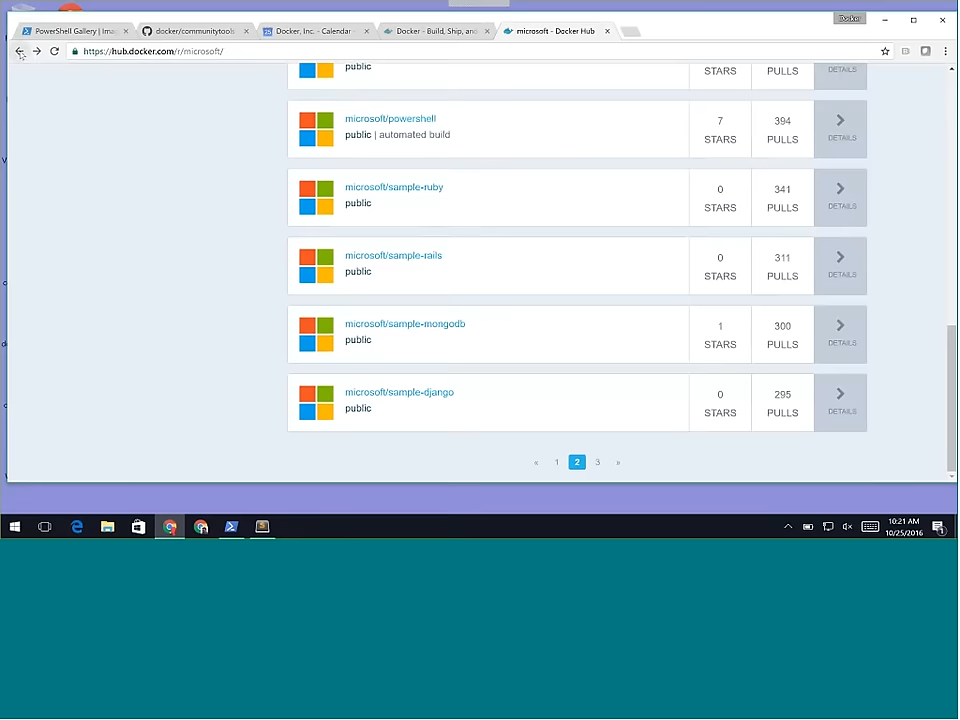 Docker
PowerShell Gallery | Ima
docker/communitytools
Docker, Inc. - Calendar -
Docker - Build, Ship, and
microsoft - Docker Hub
https://hub.docker.com/r/microsoft/
public
STARS
PULLS
DETAILS
microsoft/powershell
public | automated build
7
STARS
394
PULLS
DETAILS
microsoft/sample-ruby
public
0
STARS
341
PULLS
DETAILS
microsoft/sample-rails
public
0
STARS
311
PULLS
DETAILS
microsoft/sample-mongodb
public
1
STARS
300
PULLS
DETAILS
microsoft/sample-django
public
0
STARS
295
PULLS
DETAILS
« 1 2 3 »
10:21 AM
10/25/2016
1